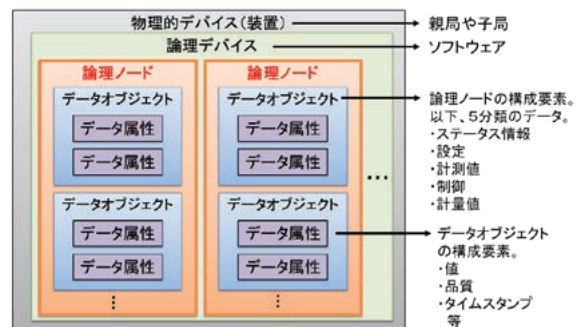 物理的デバイス(装置)
親局や子局
論理デバイス
ソフトウェア
論理ノード
論理ノード
データオブジェクト
データ属性
データ属性
データオブジェクト
データ属性
データ属性
⋮
データオブジェクト
データ属性
データ属性
データオブジェクト
データ属性
データ属性
⋮
…
論理ノードの構成要素。
以下、5分類のデータ。
・ステータス情報
・設定
・計測値
・制御
・計量値
データオブジェクト
の構成要素。
・値
・品質
・タイムスタンプ
等